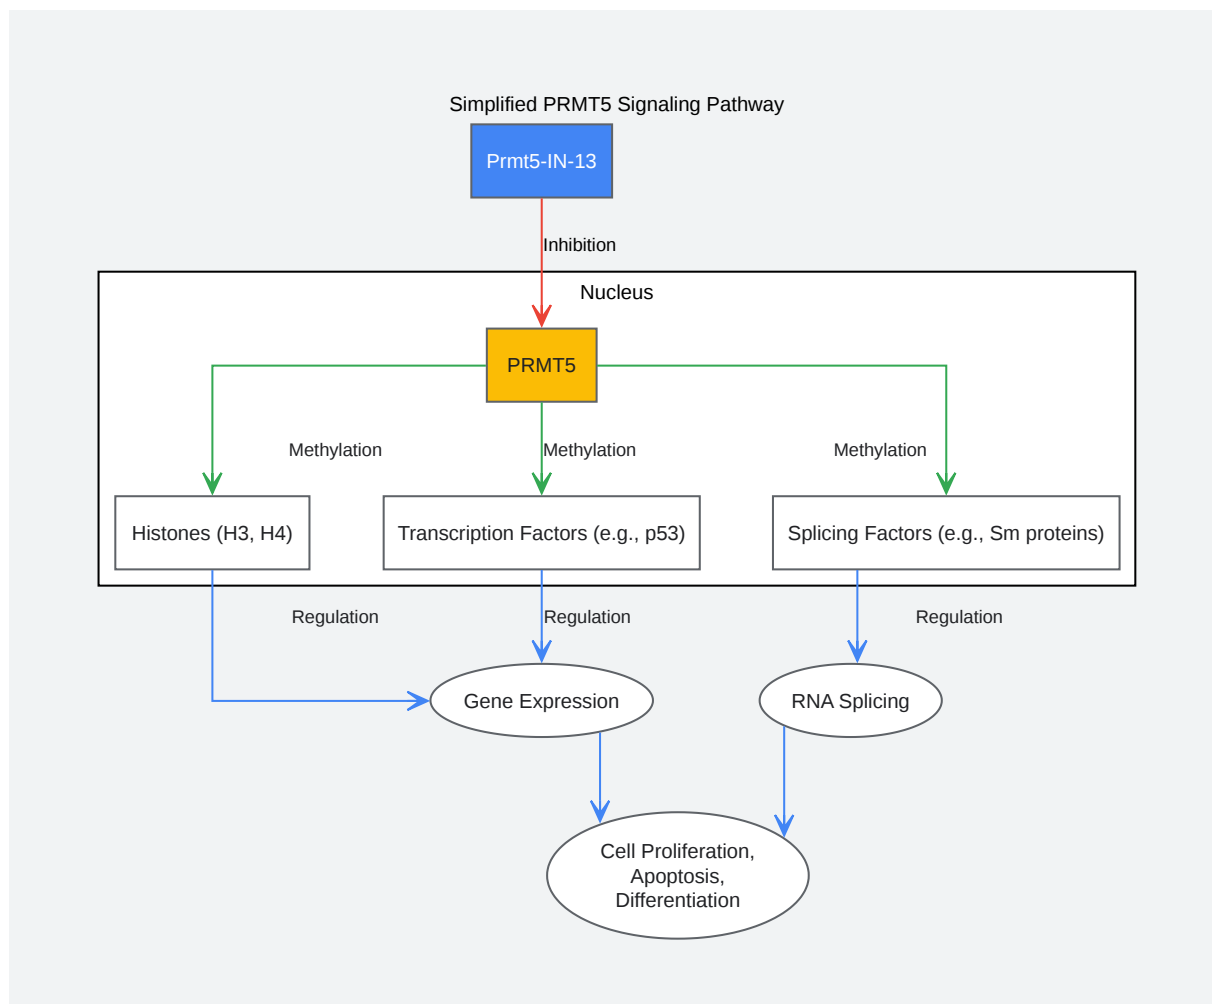 Simplified PRMT5 Signaling Pathway
Prmt5-IN-13
Inhibition
Nucleus
PRMT5
Methylation
Methylation
Methylation
Histones (H3, H4)
Transcription Factors (e.g., p53)
Splicing Factors (e.g., Sm proteins)
Regulation
Regulation
Regulation
Gene Expression
RNA Splicing
Cell Proliferation,
Apoptosis,
Differentiation